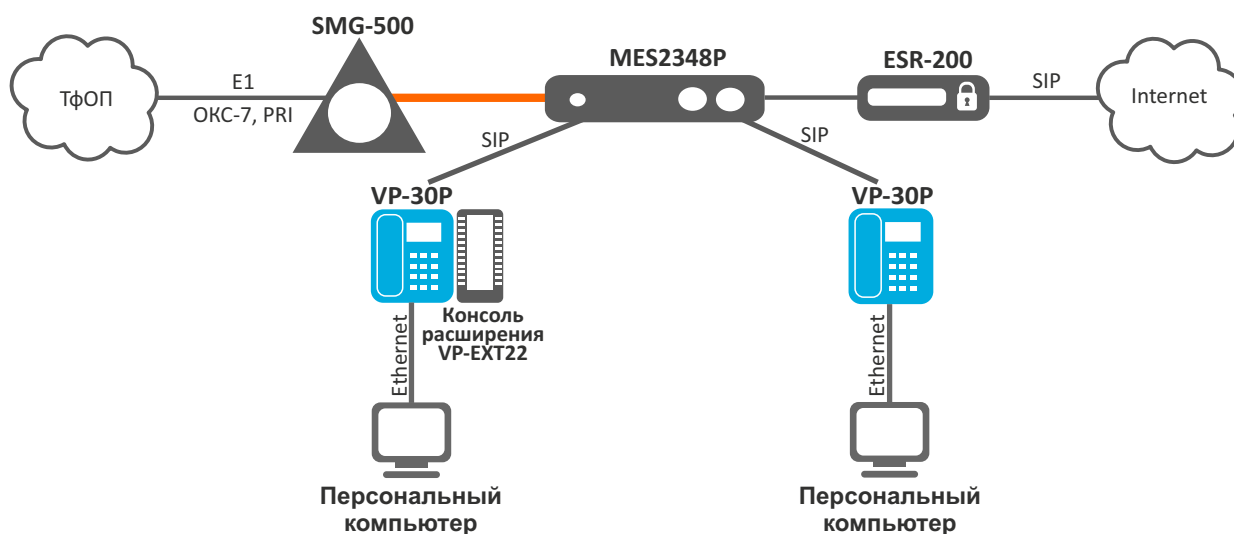 SMG-500
MES2348P
ESR-200
ТфОП
E1
ОКС-7, PRI
SIP
Internet
SIP
SIP
VP-30P
VP-30P
Консоль
расширения
VP-EXT22
Ethernet
Ethernet
Персональный
компьютер
Персональный
компьютер